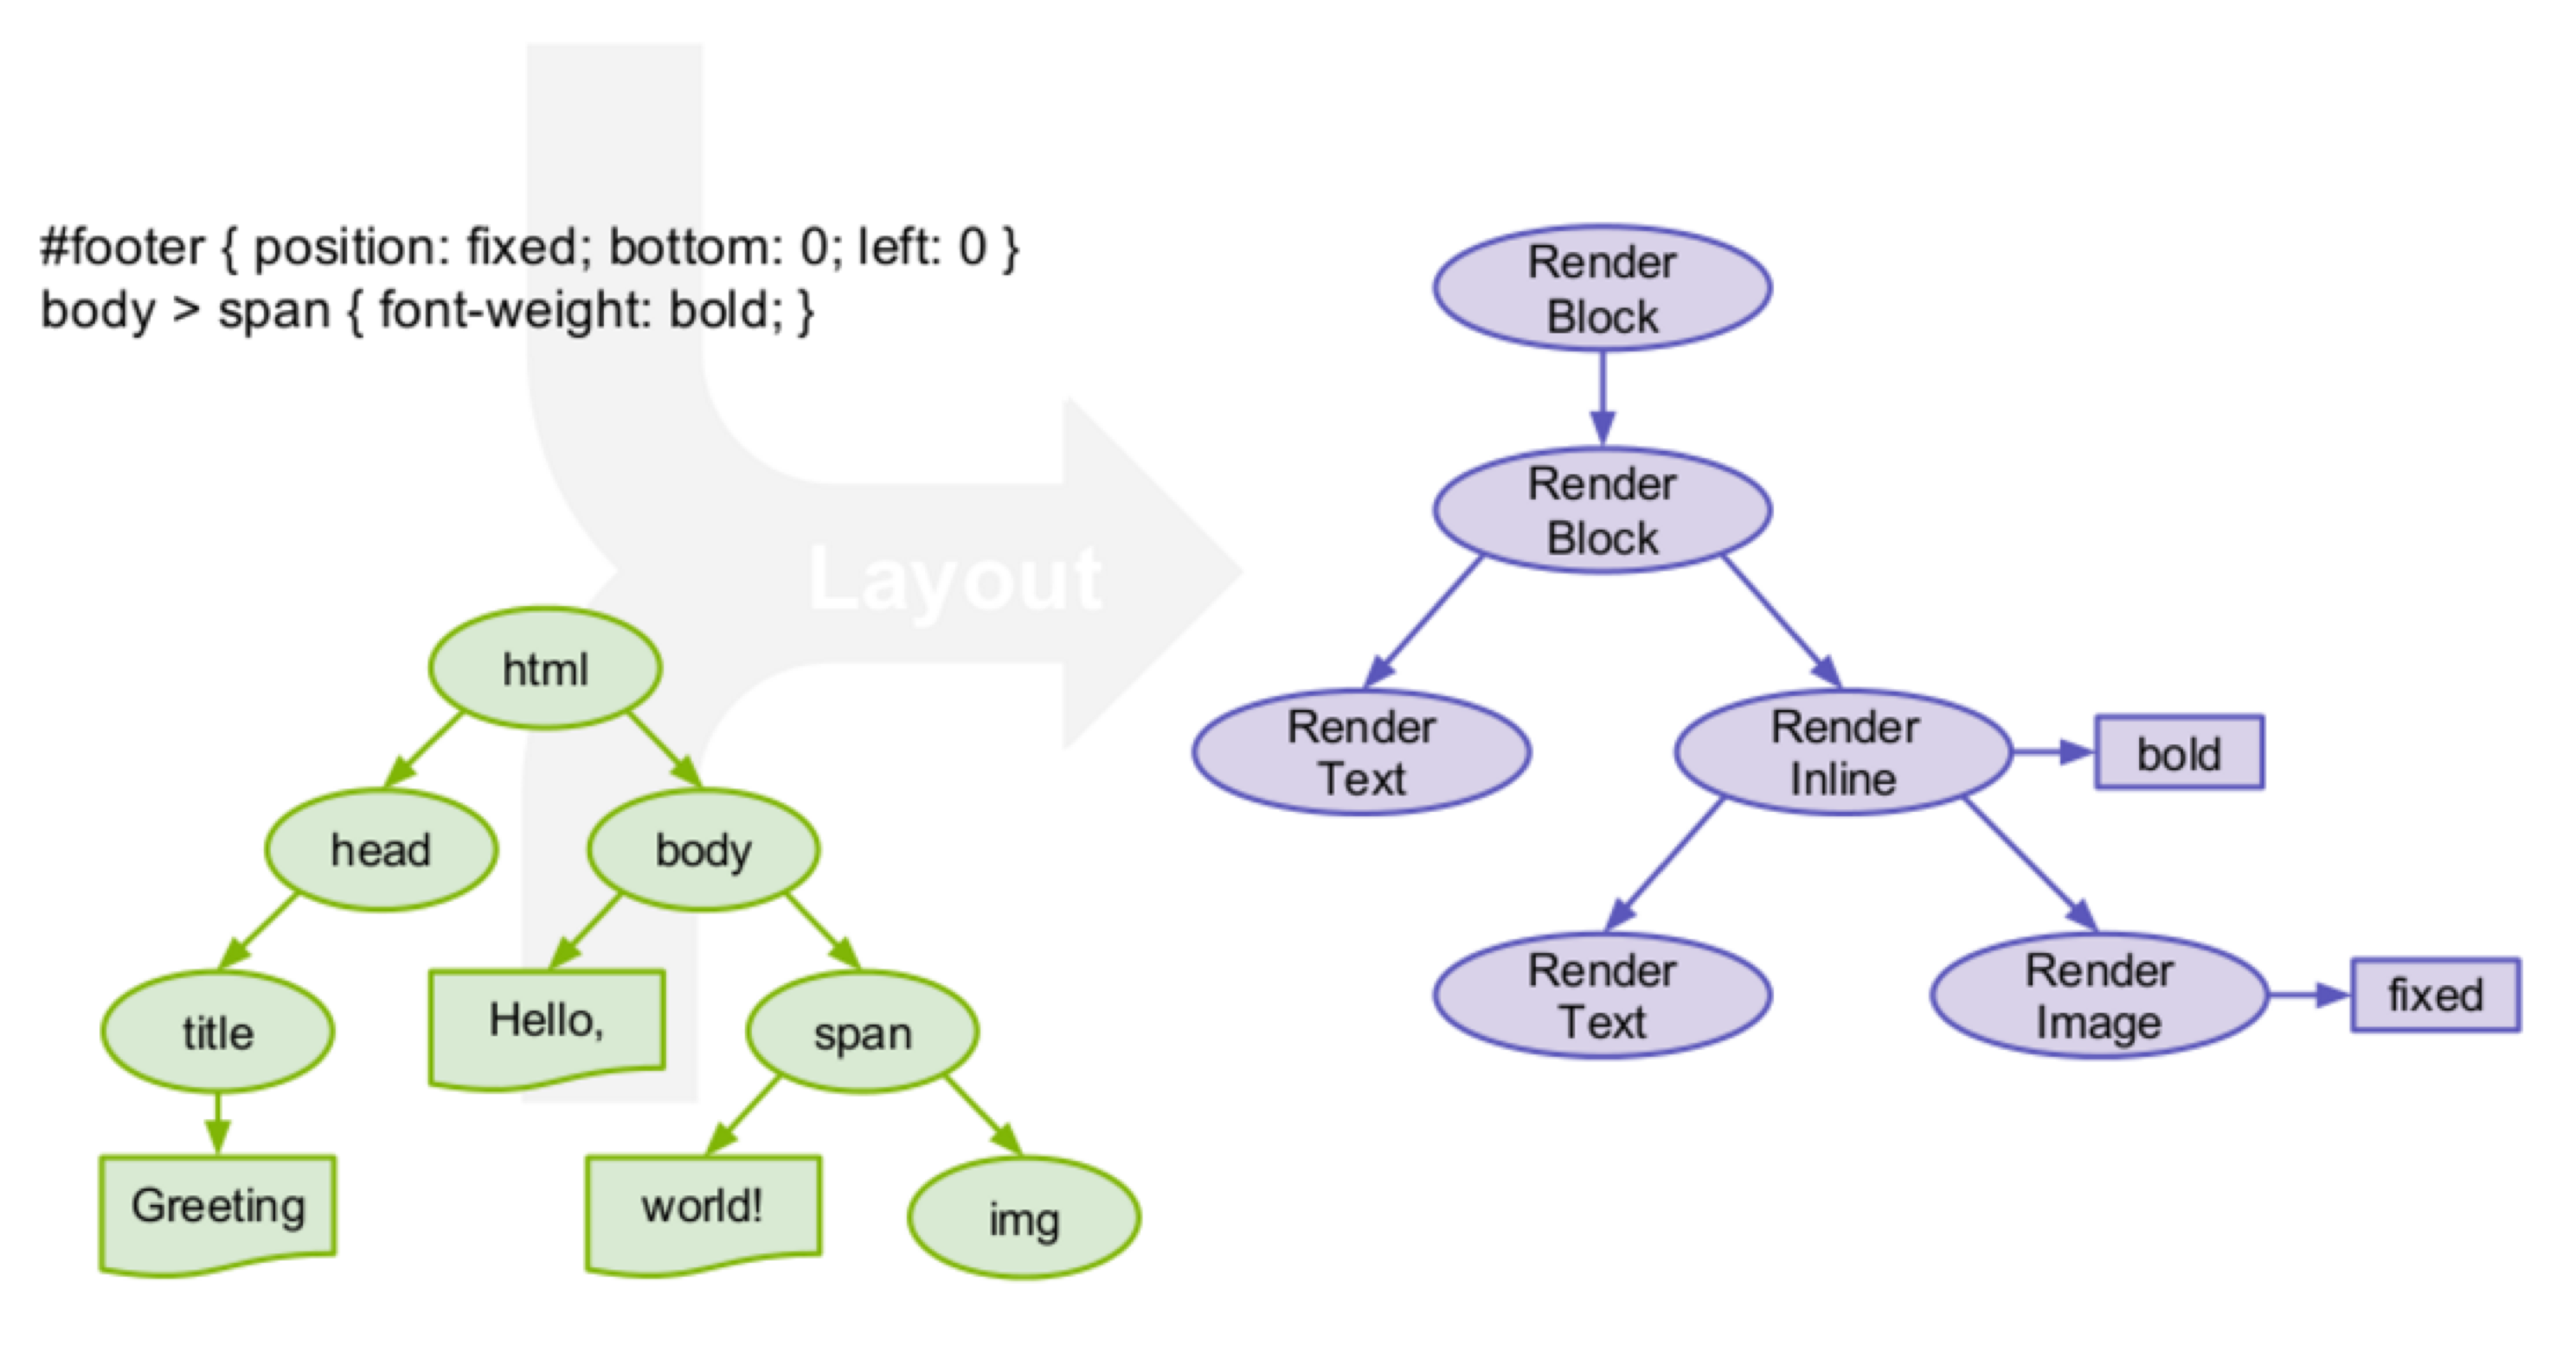 #footer { position: fixed; bottom: 0; left: 0 }
body > span { font-weight: bold; }
Layout
html
head
body
title
Hello,
span
Greeting
world!
img
Render
Block
Render
Block
Render
Text
Render
Inline
bold
Render
Text
Render
Image
fixed